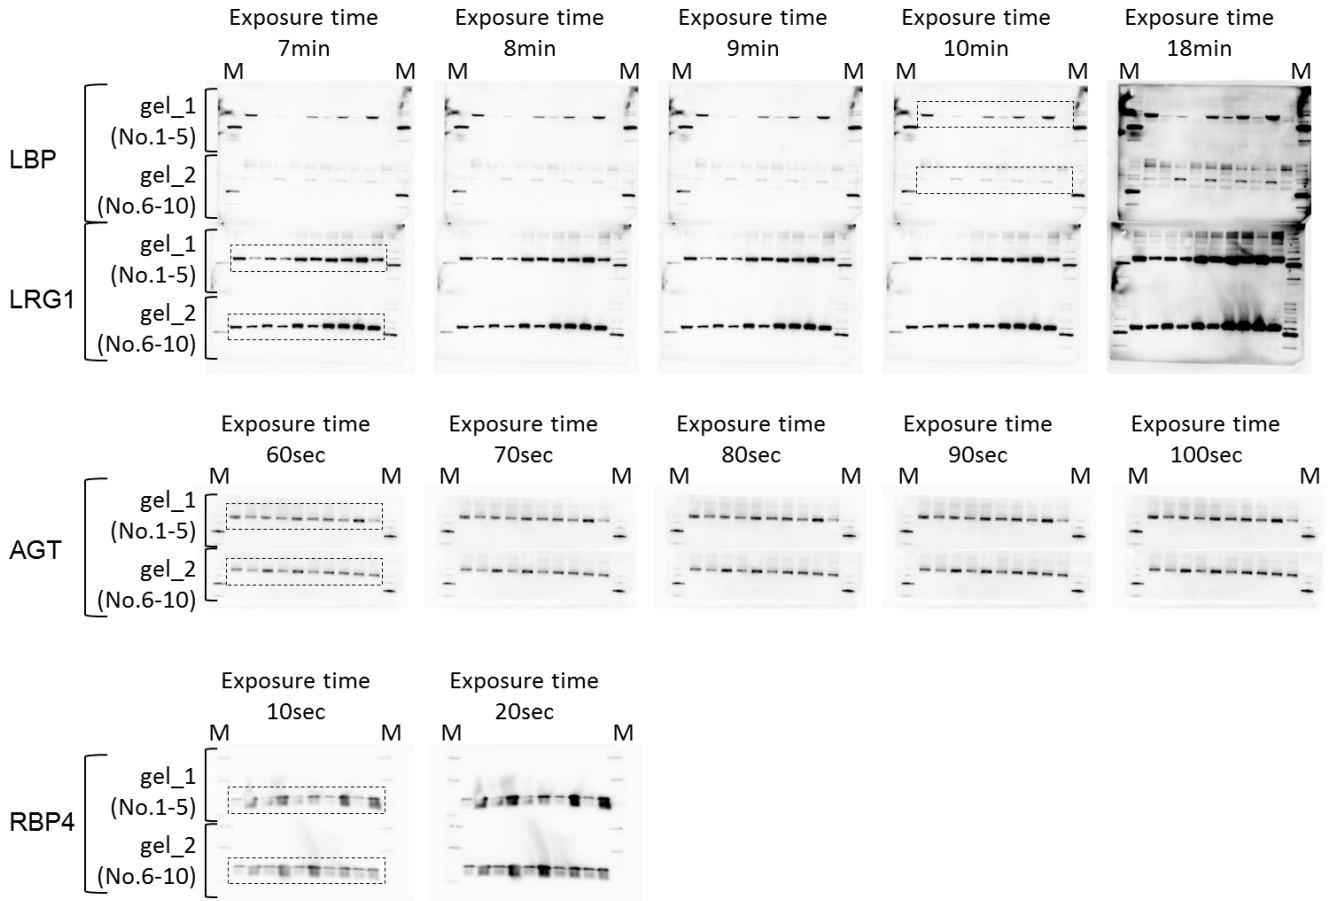 Exposure time Exposure time Exposure time Exposure time Exposure time
7min 8min 9min 10min 18min
M M M M M M M M M M
LBP
gel_1
(No.1-5)
gel_2
(No.6-10)
LRG1
gel_1
(No.1-5)
gel_2
(No.6-10)
Exposure time Exposure time Exposure time Exposure time Exposure time
60sec 70sec 80sec 90sec 100sec
M M M M M M M M M M
AGT
gel_1
(No.1-5)
gel_2
(No.6-10)
Exposure time Exposure time
10sec 20sec
M M M M
RBP4
gel_1
(No.1-5)
gel_2
(No.6-10)